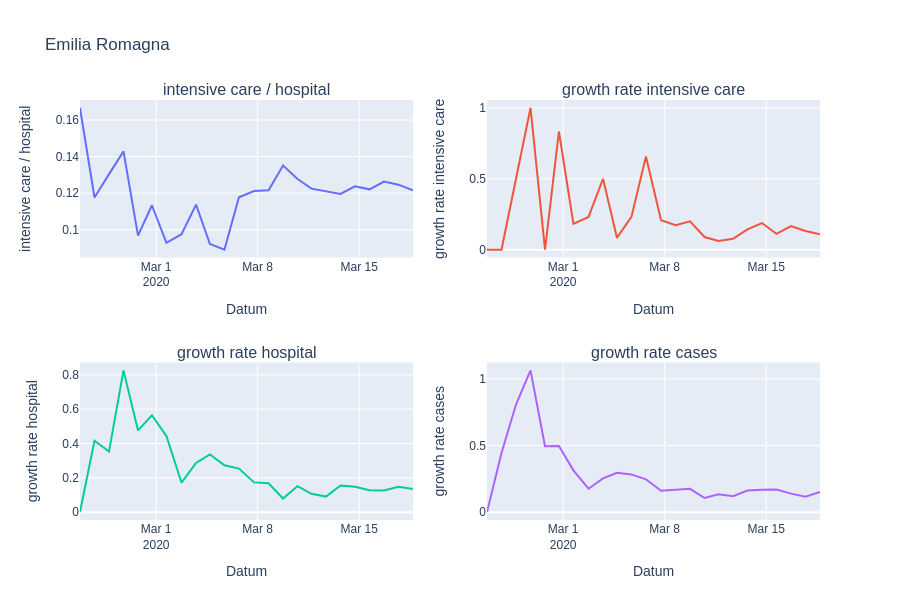 Emilia Romagna
intensive care / hospital
growth rate intensive care
intensive care / hospital
0.16
0.14
0.12
0.1
Mar 1
2020
Mar 8
Mar 15
Datum
growth rate intensive care
1
0.5
0
Mar 1
2020
Mar 8
Mar 15
Datum
growth rate hospital
growth rate cases
growth rate hospital
0.8
0.6
0.4
0.2
0
Mar 1
2020
Mar 8
Mar 15
Datum
growth rate cases
1
0.5
0
Mar 1
2020
Mar 8
Mar 15
Datum